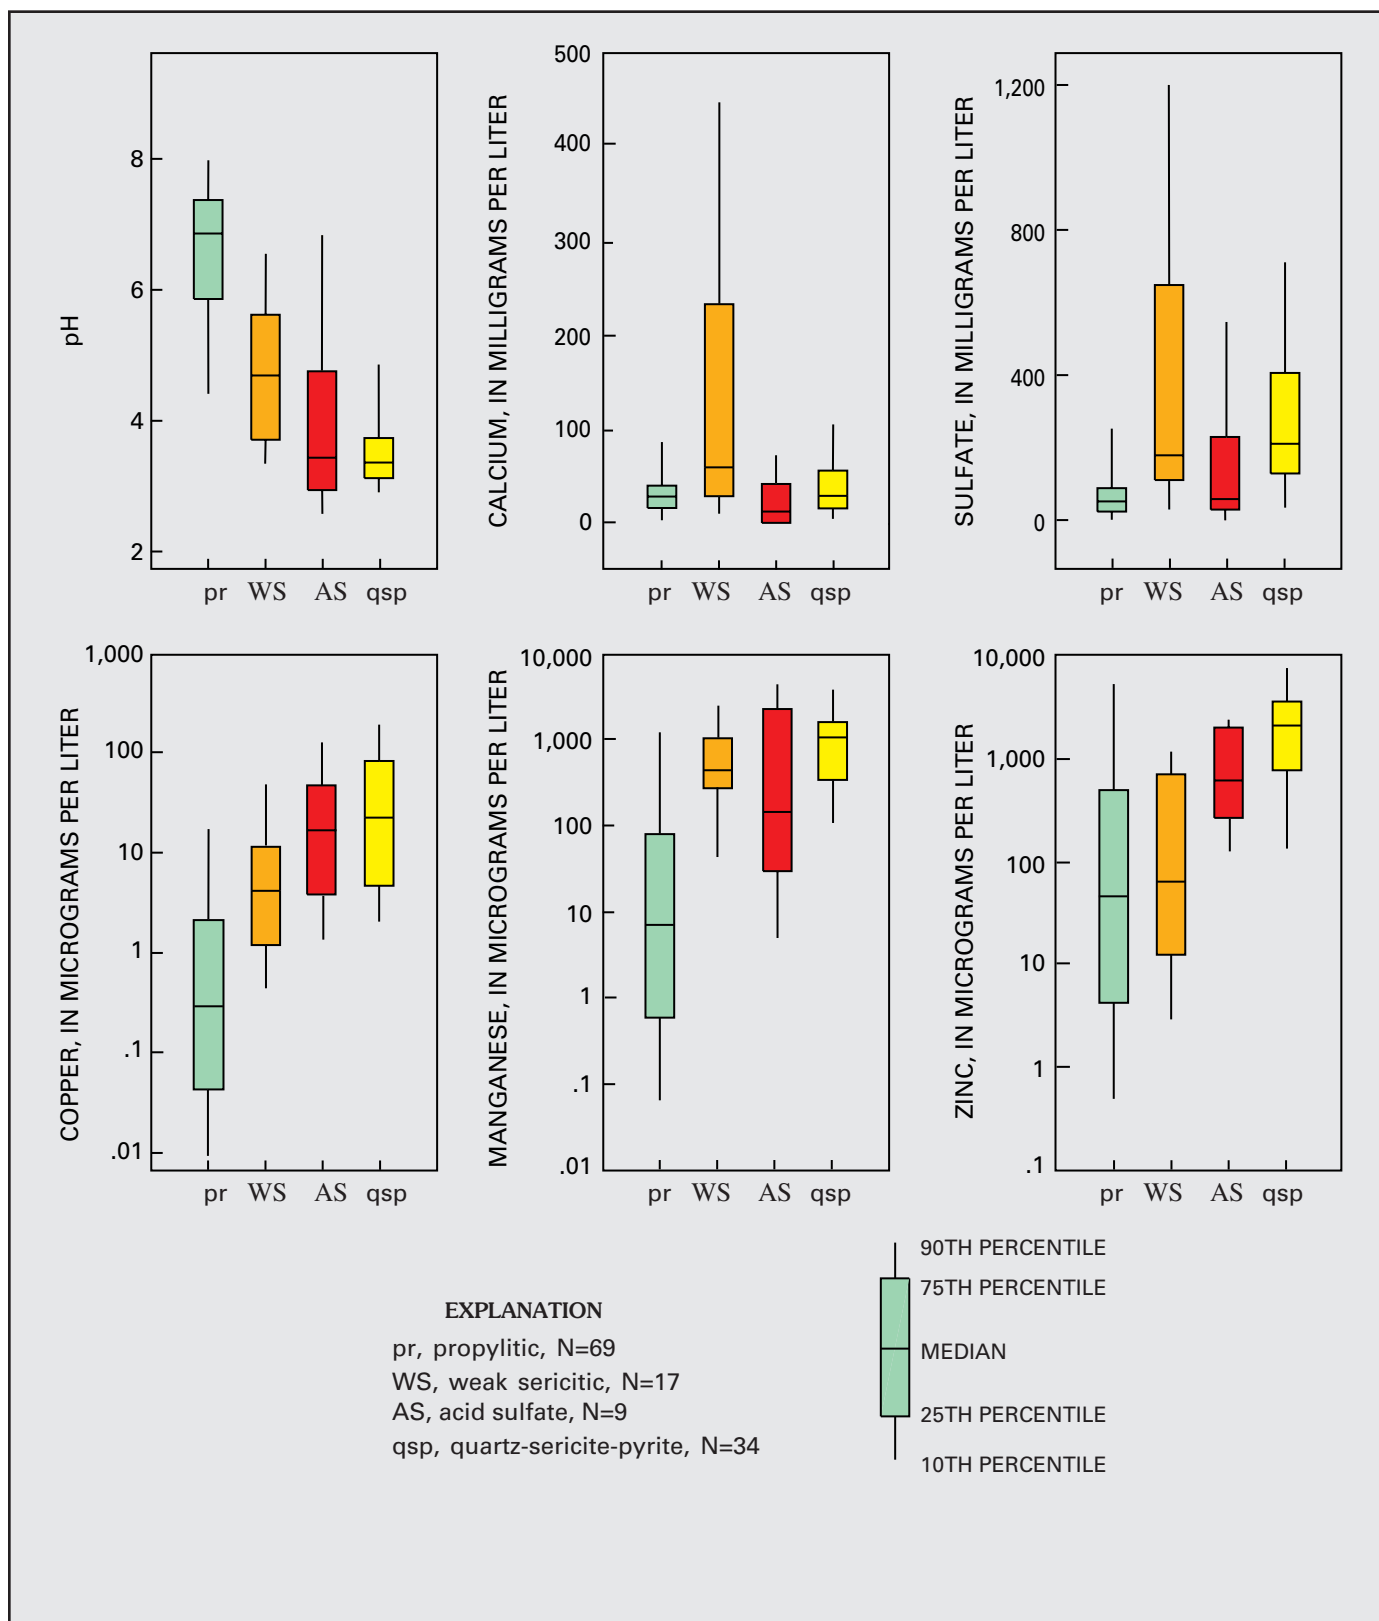 pH
8
6
4
2
pr WS AS qsp
CALCIUM, IN MILLIGRAMS PER LITER
500
400
300
200
100
0
pr WS AS qsp
SULFATE, IN MILLIGRAMS PER LITER
1,200
800
400
0
pr WS AS qsp
COPPER, IN MICROGRAMS PER LITER
1,000
100
10
1
.1
.01
pr WS AS qsp
MANGANESE, IN MICROGRAMS PER LITER
10,000
1,000
100
10
1
.1
.01
pr WS AS qsp
ZINC, IN MICROGRAMS PER LITER
10,000
1,000
100
10
1
.1
pr WS AS qsp
EXPLANATION
pr, propylitic, N=69
WS, weak sericitic, N=17
AS, acid sulfate, N=9
qsp, quartz-sericite-pyrite, N=34
90TH PERCENTILE
75TH PERCENTILE
MEDIAN
25TH PERCENTILE
10TH PERCENTILE